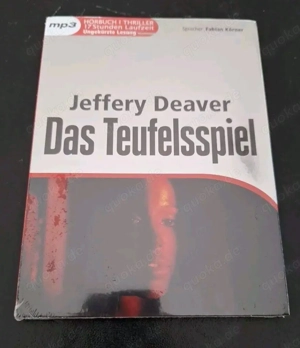 mp3
HÖRBUCH | THRILLER
17 Stunden Laufzeit
Ungekürzte Lesung
Sprecher: Fabian Körner
Jeffery Deaver
Das Teufelsspiel